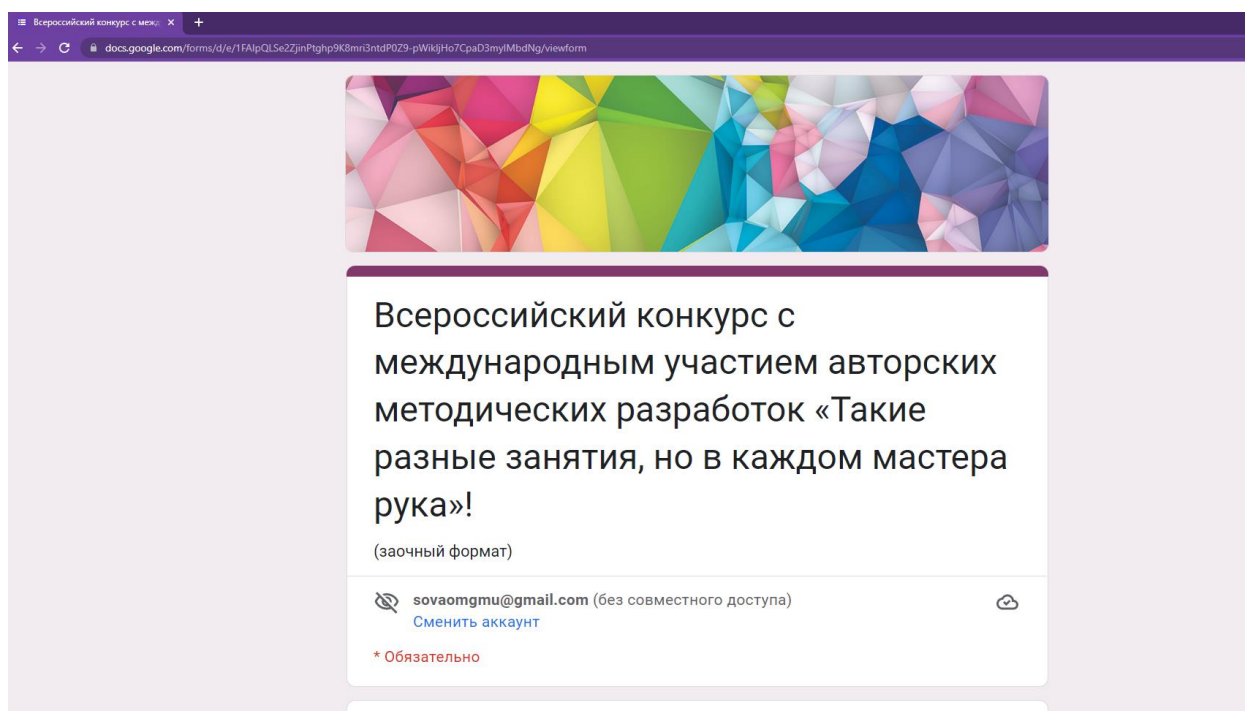 Всероссийский конкурс с межд
docs.google.com/forms/d/e/1FAIpQLSe2ZjinPtghp9K8mri3ntdP0Z9-pWikljHo7CpaD3mylMbdNg/viewform
Всероссийский конкурс с
международным участием авторских
методических разработок «Такие
разные занятия, но в каждом мастера
рука»!
(заочный формат)
sovaomgmu@gmail.com (без совместного доступа)
Сменить аккаунт
* Обязательно